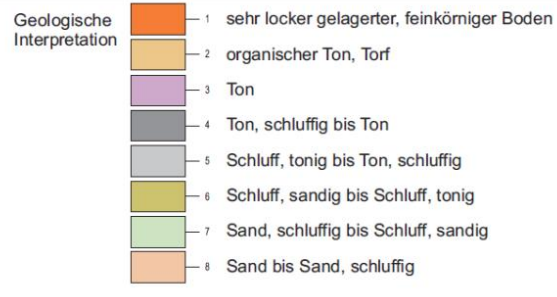 Geologische
Interpretation
1 sehr locker gelagerter, feinkörniger Boden
2 organischer Ton, Torf
3 Ton
4 Ton, schluffig bis Ton
5 Schluff, tonig bis Ton, schluffig
6 Schluff, sandig bis Schluff, tonig
7 Sand, schluffig bis Schluff, sandig
8 Sand bis Sand, schluffig